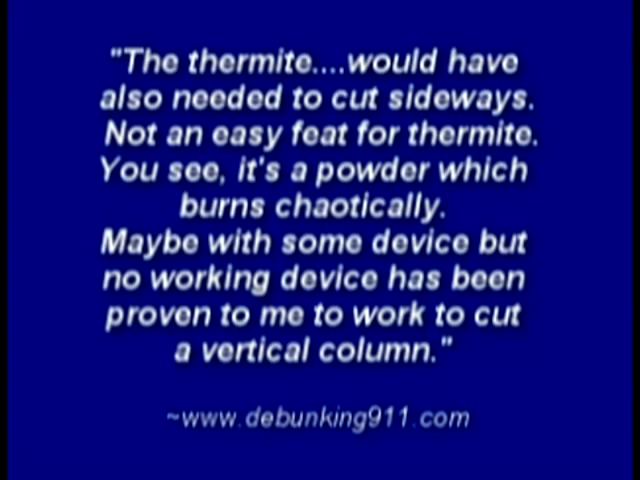 "The thermite....would have
also needed to cut sideways.
Not an easy feat for thermite.
You see, it's a powder which
burns chaotically.
Maybe with some device but
no working device has been
proven to me to work to cut
a vertical column."
~www.debunking911.com